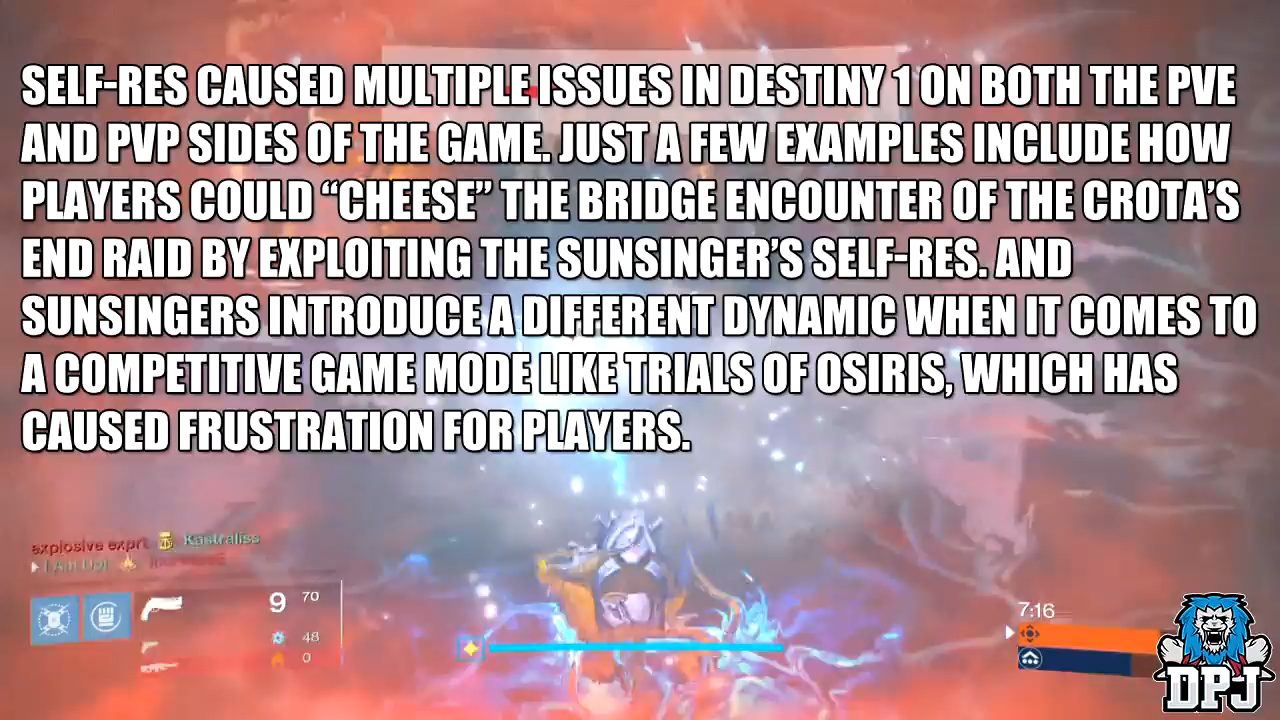 SELF-RES CAUSED MULTIPLE ISSUES IN DESTINY 1 ON BOTH THE PVE
AND PVP SIDES OF THE GAME. JUST A FEW EXAMPLES INCLUDE HOW
PLAYERS COULD “CHEESE” THE BRIDGE ENCOUNTER OF THE CROTA’S
END RAID BY EXPLOITING THE SUNSINGER’S SELF-RES. AND
SUNSINGERS INTRODUCE A DIFFERENT DYNAMIC WHEN IT COMES TO
A COMPETITIVE GAME MODE LIKE TRIALS OF OSIRIS, WHICH HAS
CAUSED FRUSTRATION FOR PLAYERS.
explosive exprt Kastraliss
I Am
9 70
48
0
7:16
DPJ